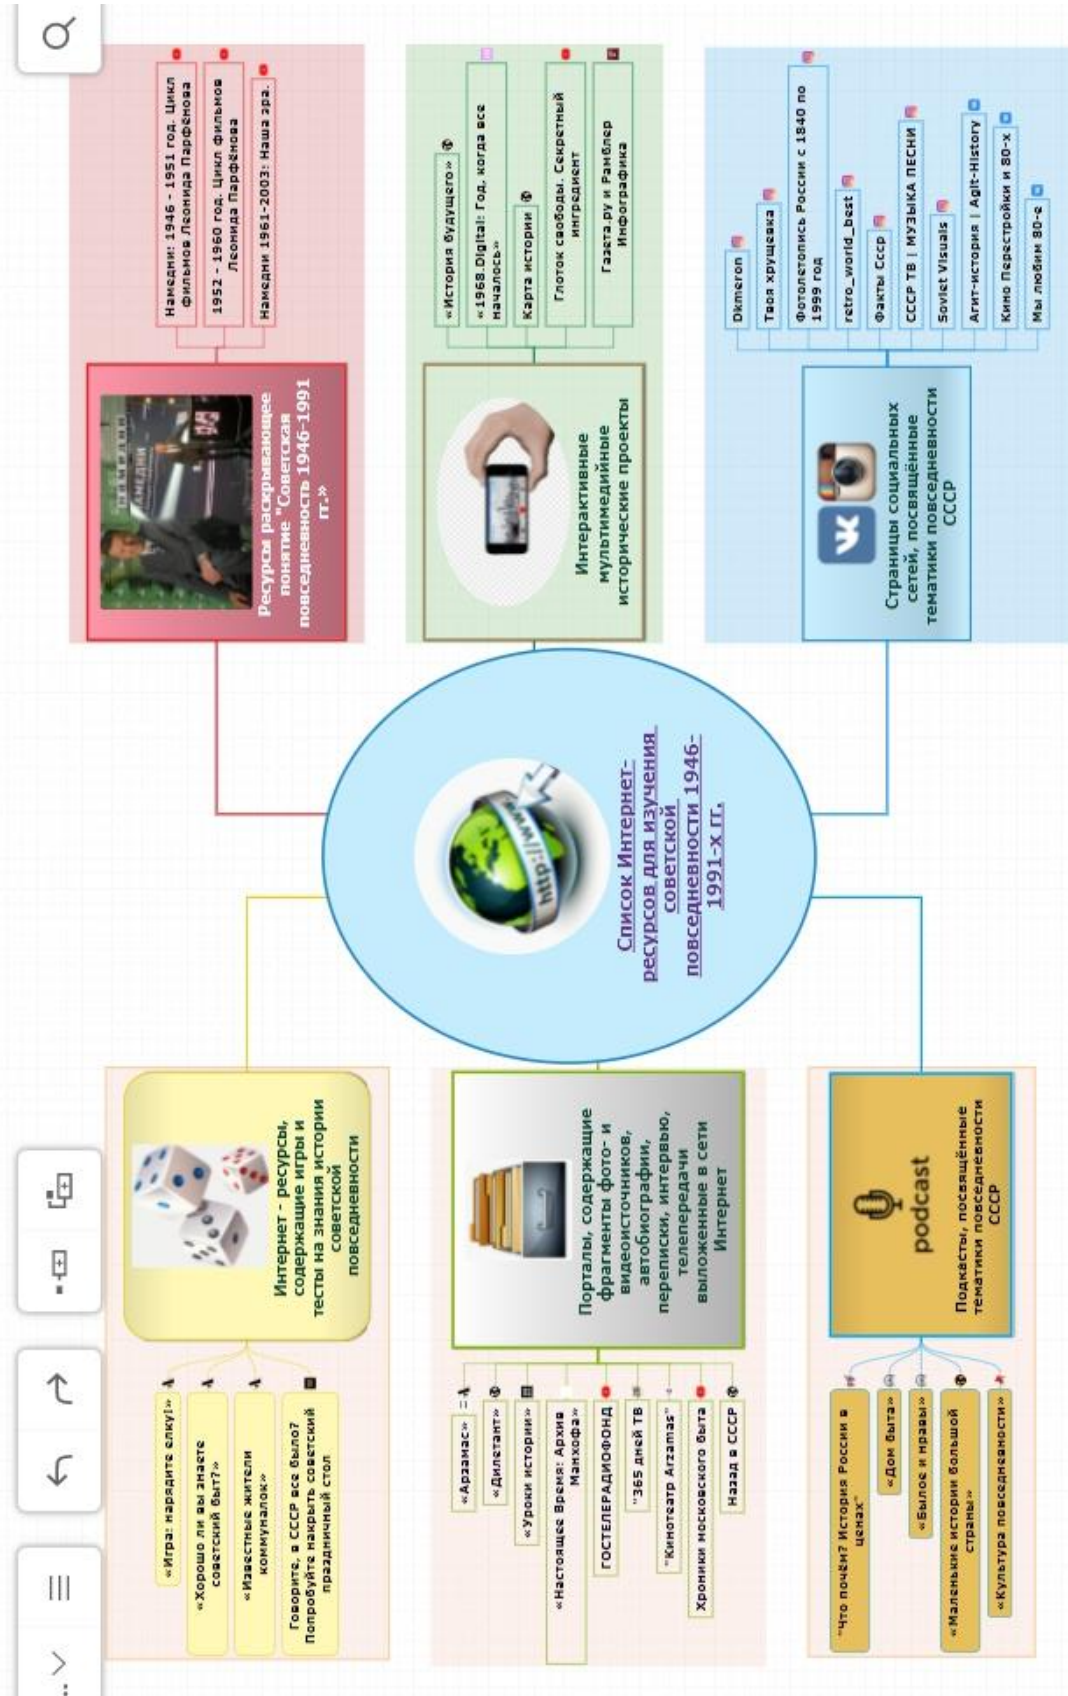 Список Интернет-
ресурсов для изучения
советской
повседневности 1946-
1991-х гг.
http://www.
Интернет - ресурсы,
содержащие игры и
тесты на знания истории
советской
повседневности
«Игра: нарядите елку!»
«Хорошо ли вы знаете
советский быт?»
«Известные жители
коммуналок»
Говорите, в СССР все было?
Попробуйте накрыть советский
праздничный стол
Порталы, содержащие
фрагменты фото- и
видеоисточников,
автобиографии,
переписки, интервью,
телепередачи
выложенные в сети
Интернет
«Арзамас»
«Дилетант»
«Уроки истории»
«Настоящее Время: Архив
Манхофа»
ГОСТЕЛЕРАДИОФОНД
"365 дней ТВ
"Кинотеатр Arzamas"
Хроники московского быта
Назад в СССР
podcast
Подкасты, посвящённые
тематики повседневности
СССР
"Что почём? История России в
ценах"
«Дом быта»
«Былое и нравы»
«Маленькие истории большой
страны»
«Культура повседневности»
НАМЕДНИ
Ресурсы раскрывающее
понятие "Советская
повседневность 1946-1991
гг.»
Намедни: 1946 - 1951 год. Цикл
фильмов Леонида Парфёнова
1952 - 1960 год. Цикл фильмов
Леонида Парфёнова
Намедни 1961-2003: Наша эра.
Интерактивные
мультимедийные
исторические проекты
«История будущего»
«1968.Digital: Год, когда все
началось»
Карта истории
Глоток свободы. Секретный
ингредиент
Газета.ру и Рамблер
Инфографика
Страницы социальных
сетей, посвящённые
тематики повседневности
СССР
Dkmeron
Твоя хрущевка
Фотолетопись России с 1840 по
1999 год
retro_world_best
Факты Ссср
СССР ТВ | МУЗЫКА ПЕСНИ
Soviet Visuals
Агит-история | Agit-History
Кино Перестройки и 80-х
Мы любим 80-е